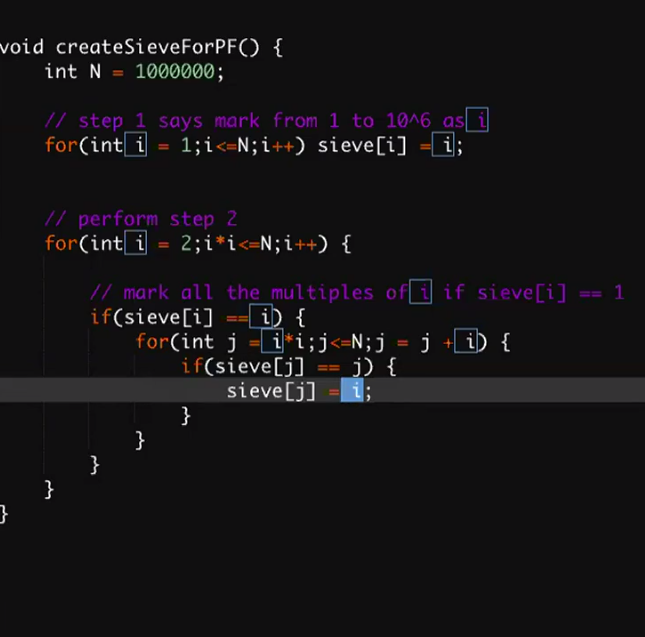 void createSieveForPF() {
int N = 1000000;
// step 1 says mark from 1 to 10^6 as i
for(int i = 1;i<=N;i++) sieve[i] = i;
// perform step 2
for(int i = 2;i*i<=N;i++) {
// mark all the multiples of i if sieve[i] == 1
if(sieve[i] == i) {
for(int j = i*i;j<=N;j = j + i) {
if(sieve[j] == j) {
sieve[j] = i;
}
}
}
}
}